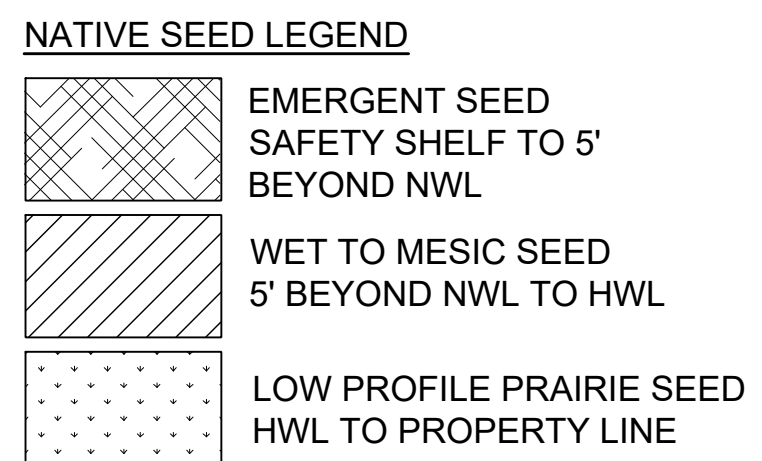 NATIVE SEED LEGEND
EMERGENT SEED
SAFETY SHELF TO 5'
BEYOND NWL
WET TO MESIC SEED
5' BEYOND NWL TO HWL
LOW PROFILE PRAIRIE SEED
HWL TO PROPERTY LINE